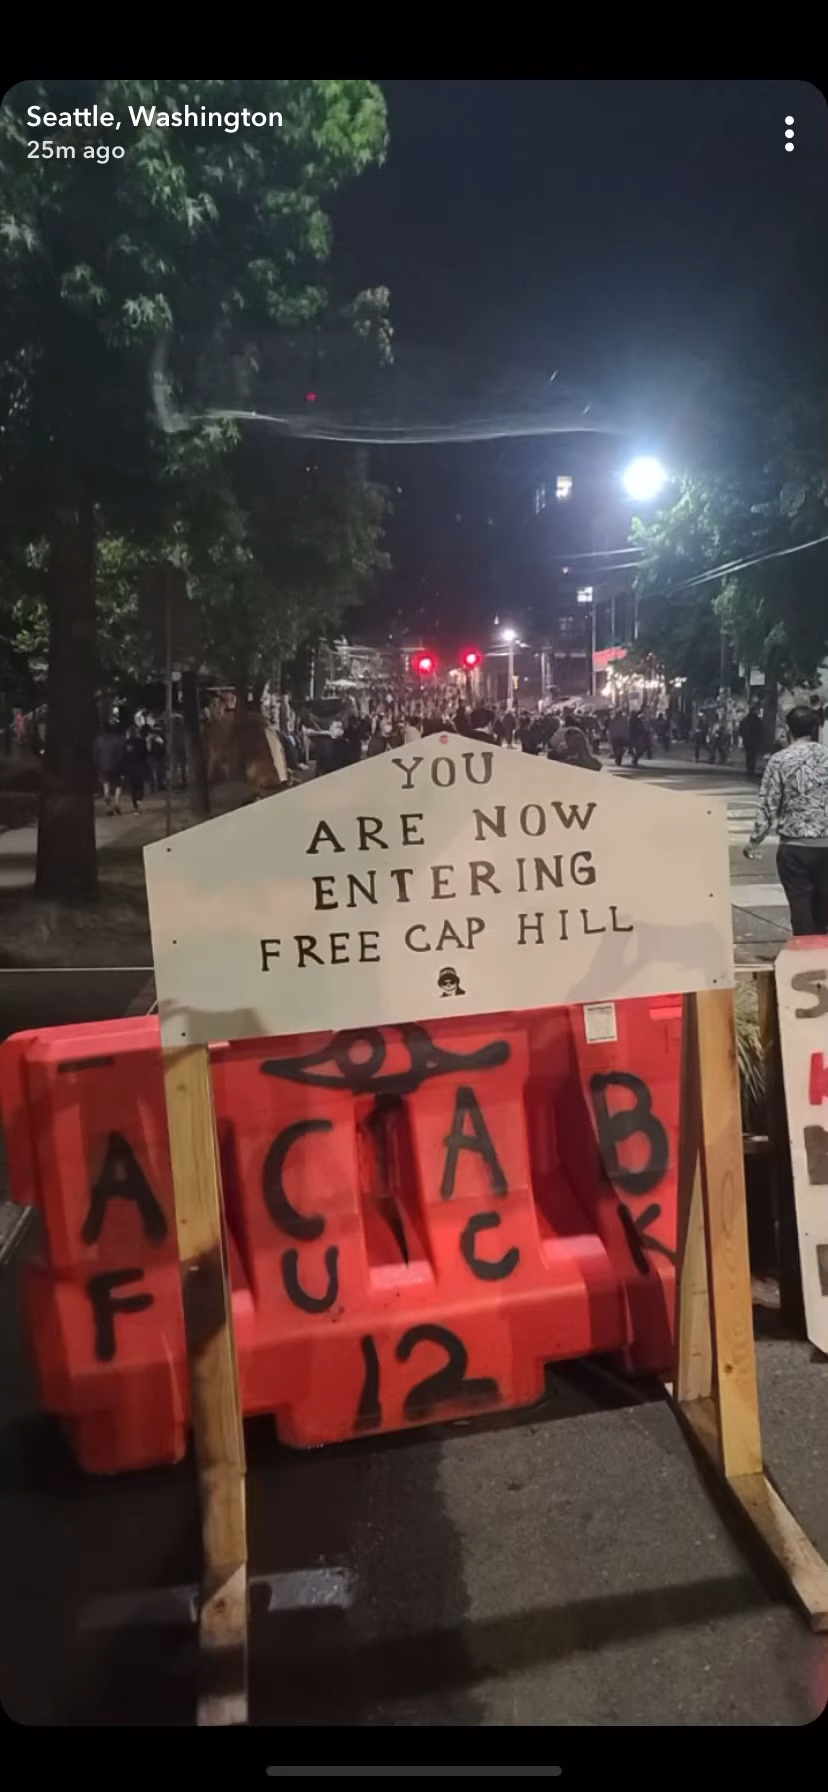 Seattle, Washington
25m ago
YOU
ARE NOW
ENTERING
FREE CAP HILL
A C A B
F U C K
12
S